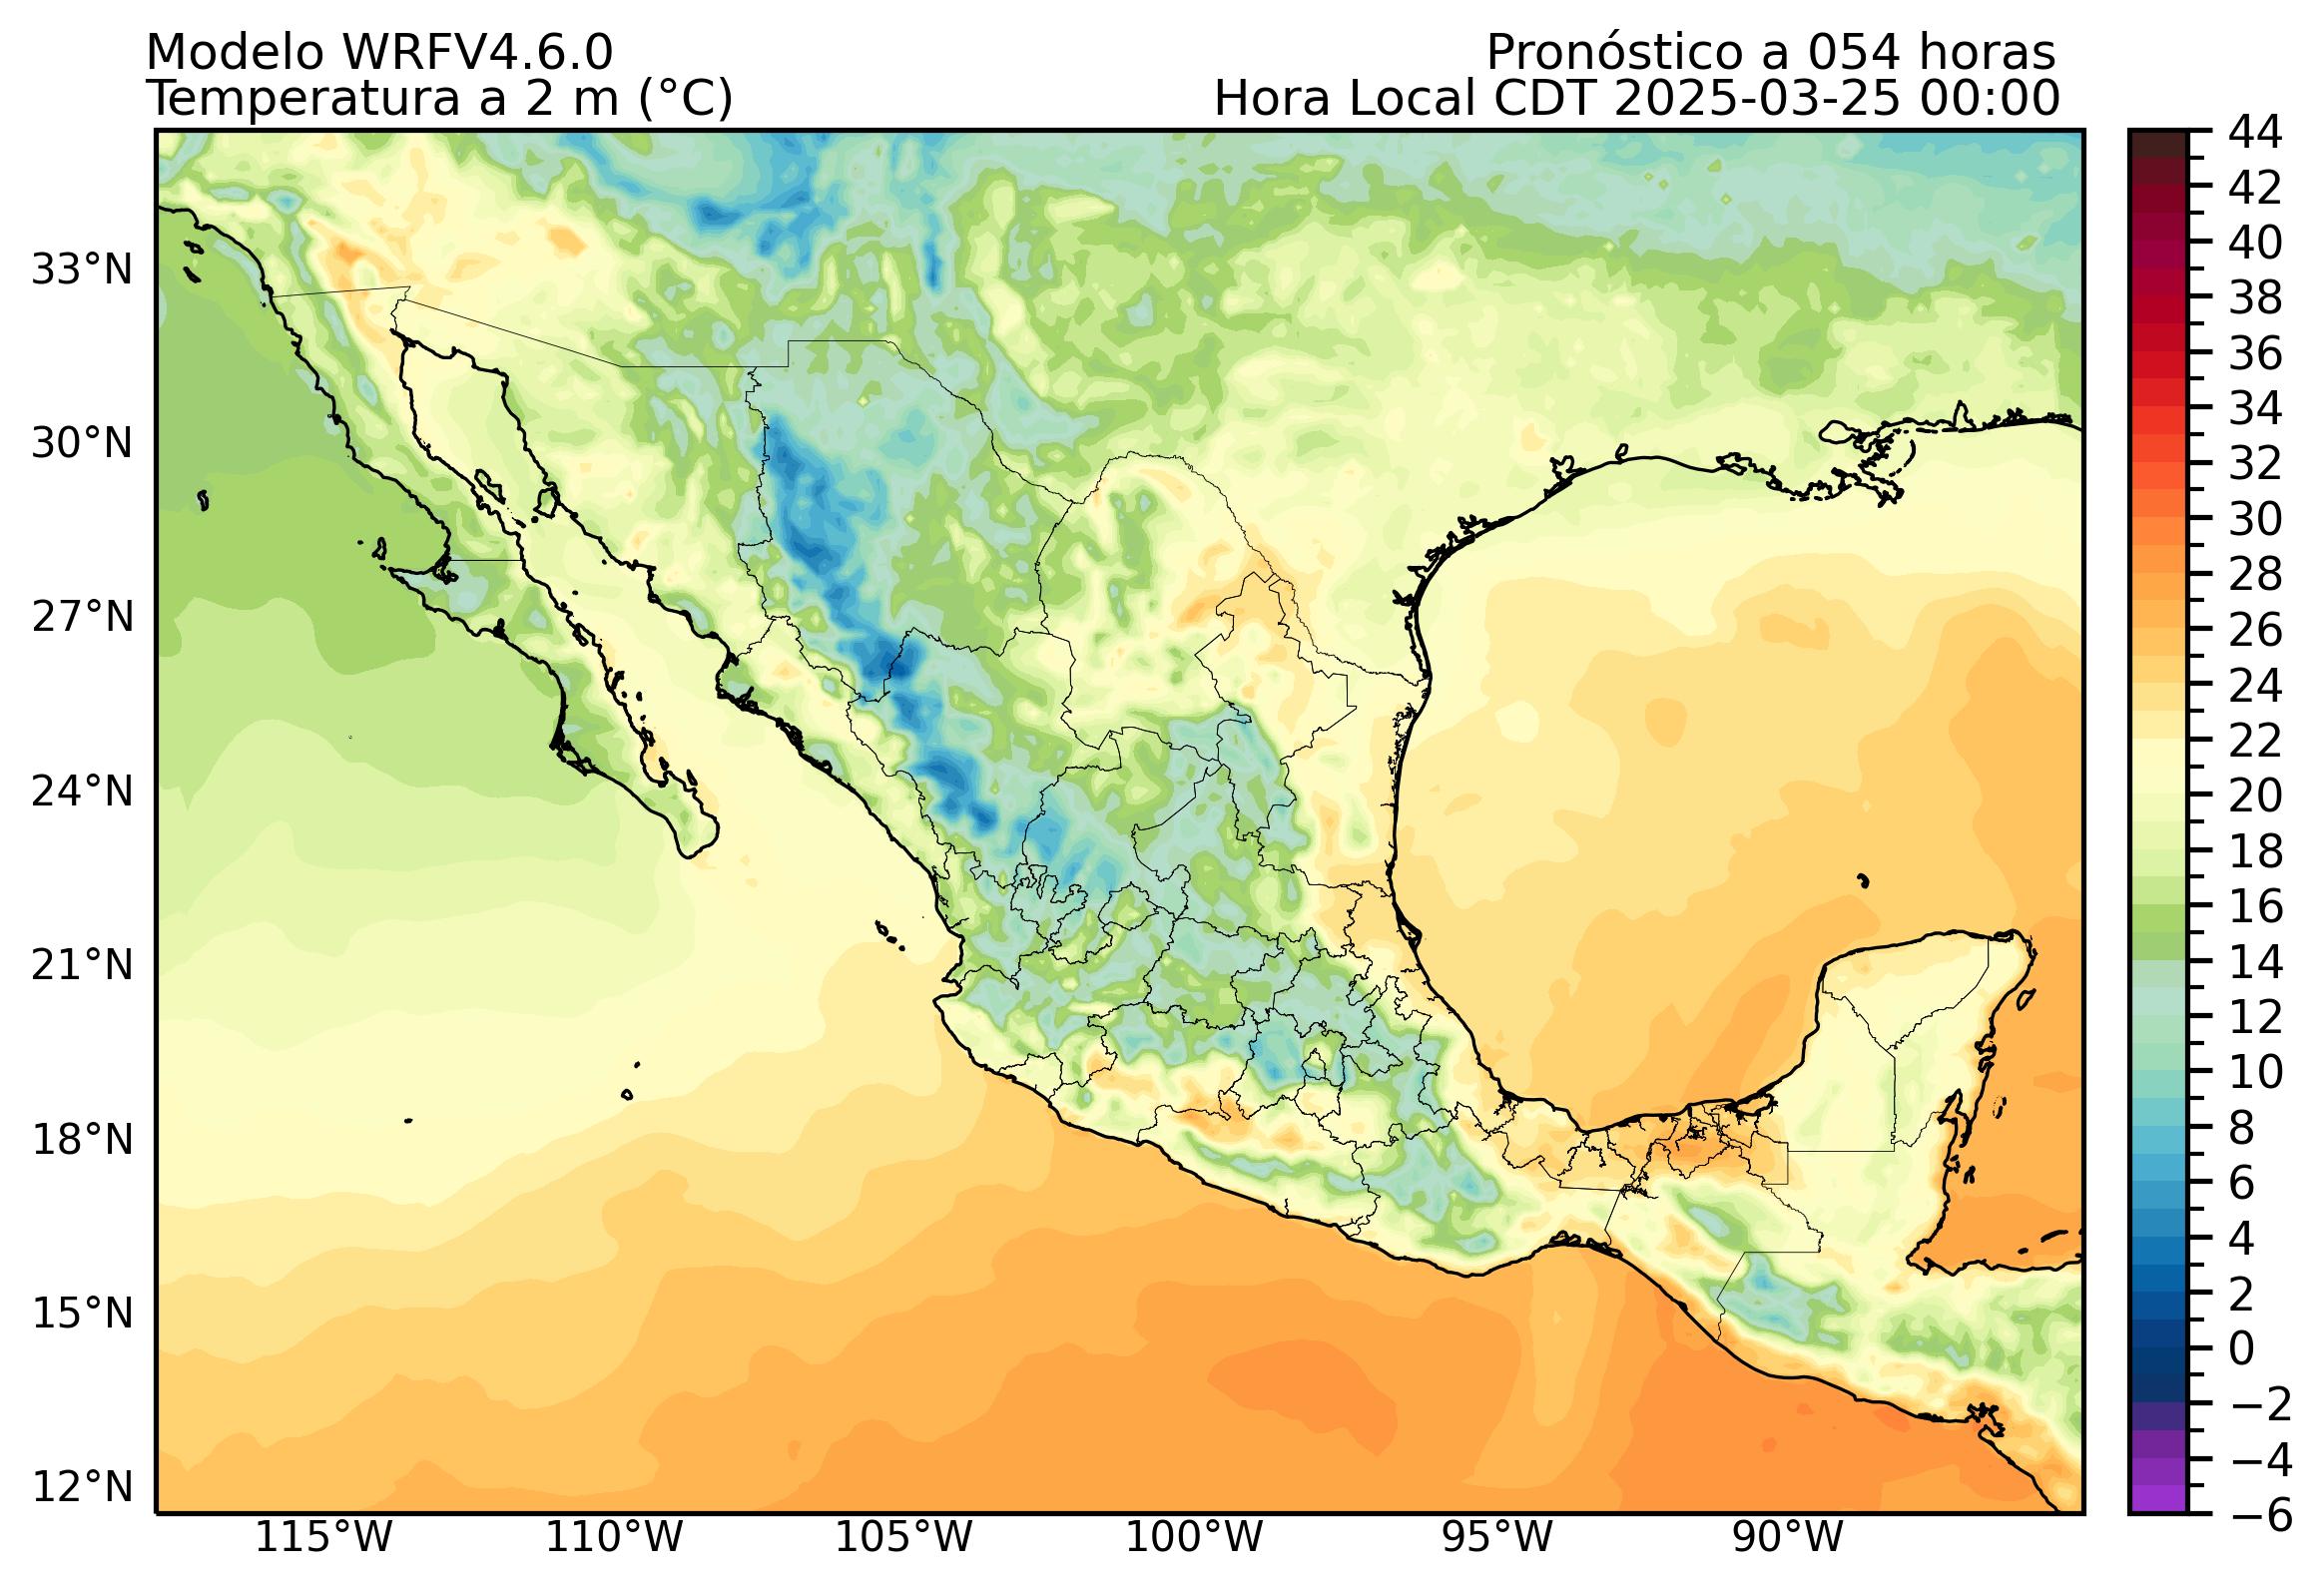 Modelo WRFV4.6.0
Pronóstico a 054 horas
Temperatura a 2 m (°C)
Hora Local CDT 2025-03-25 00:00
44
42
40
38
36
34
32
30
28
26
24
22
20
18
16
14
12
10
8
6
4
2
0
−2
−4
−6
33°N
30°N
27°N
24°N
21°N
18°N
15°N
12°N
115°W 110°W 105°W 100°W 95°W 90°W